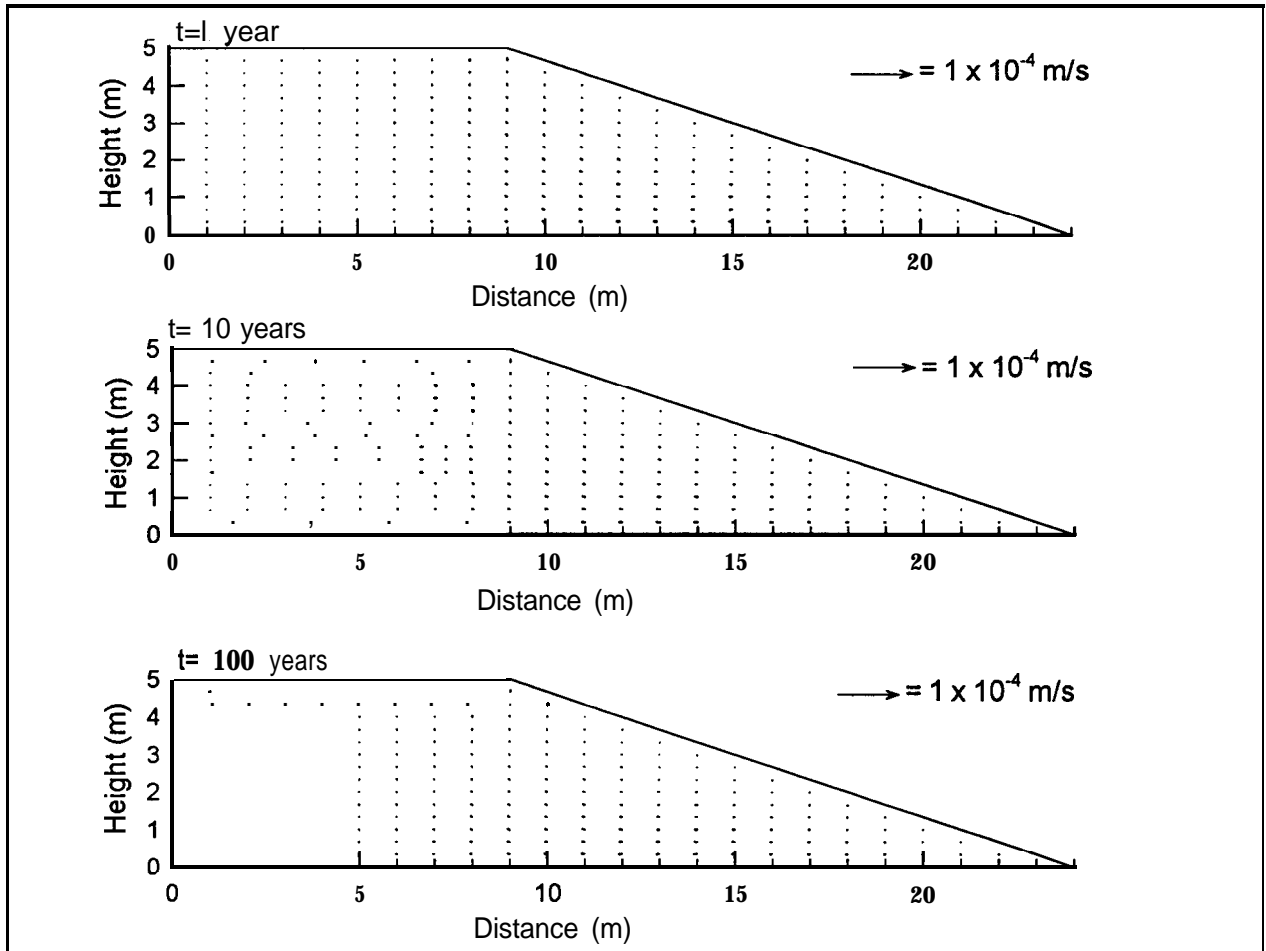 t=l year
= 1 x 10⁻⁴ m/s
Height (m)
5
4
3
2
1
0
0 5 10 15 20
Distance (m)
t= 10 years
= 1 x 10⁻⁴ m/s
Height (m)
5
4
3
2
1
0
0 5 10 15 20
Distance (m)
t= 100 years
= 1 x 10⁻⁴ m/s
Height (m)
5
4
3
2
1
0
0 5 10 15 20
Distance (m)